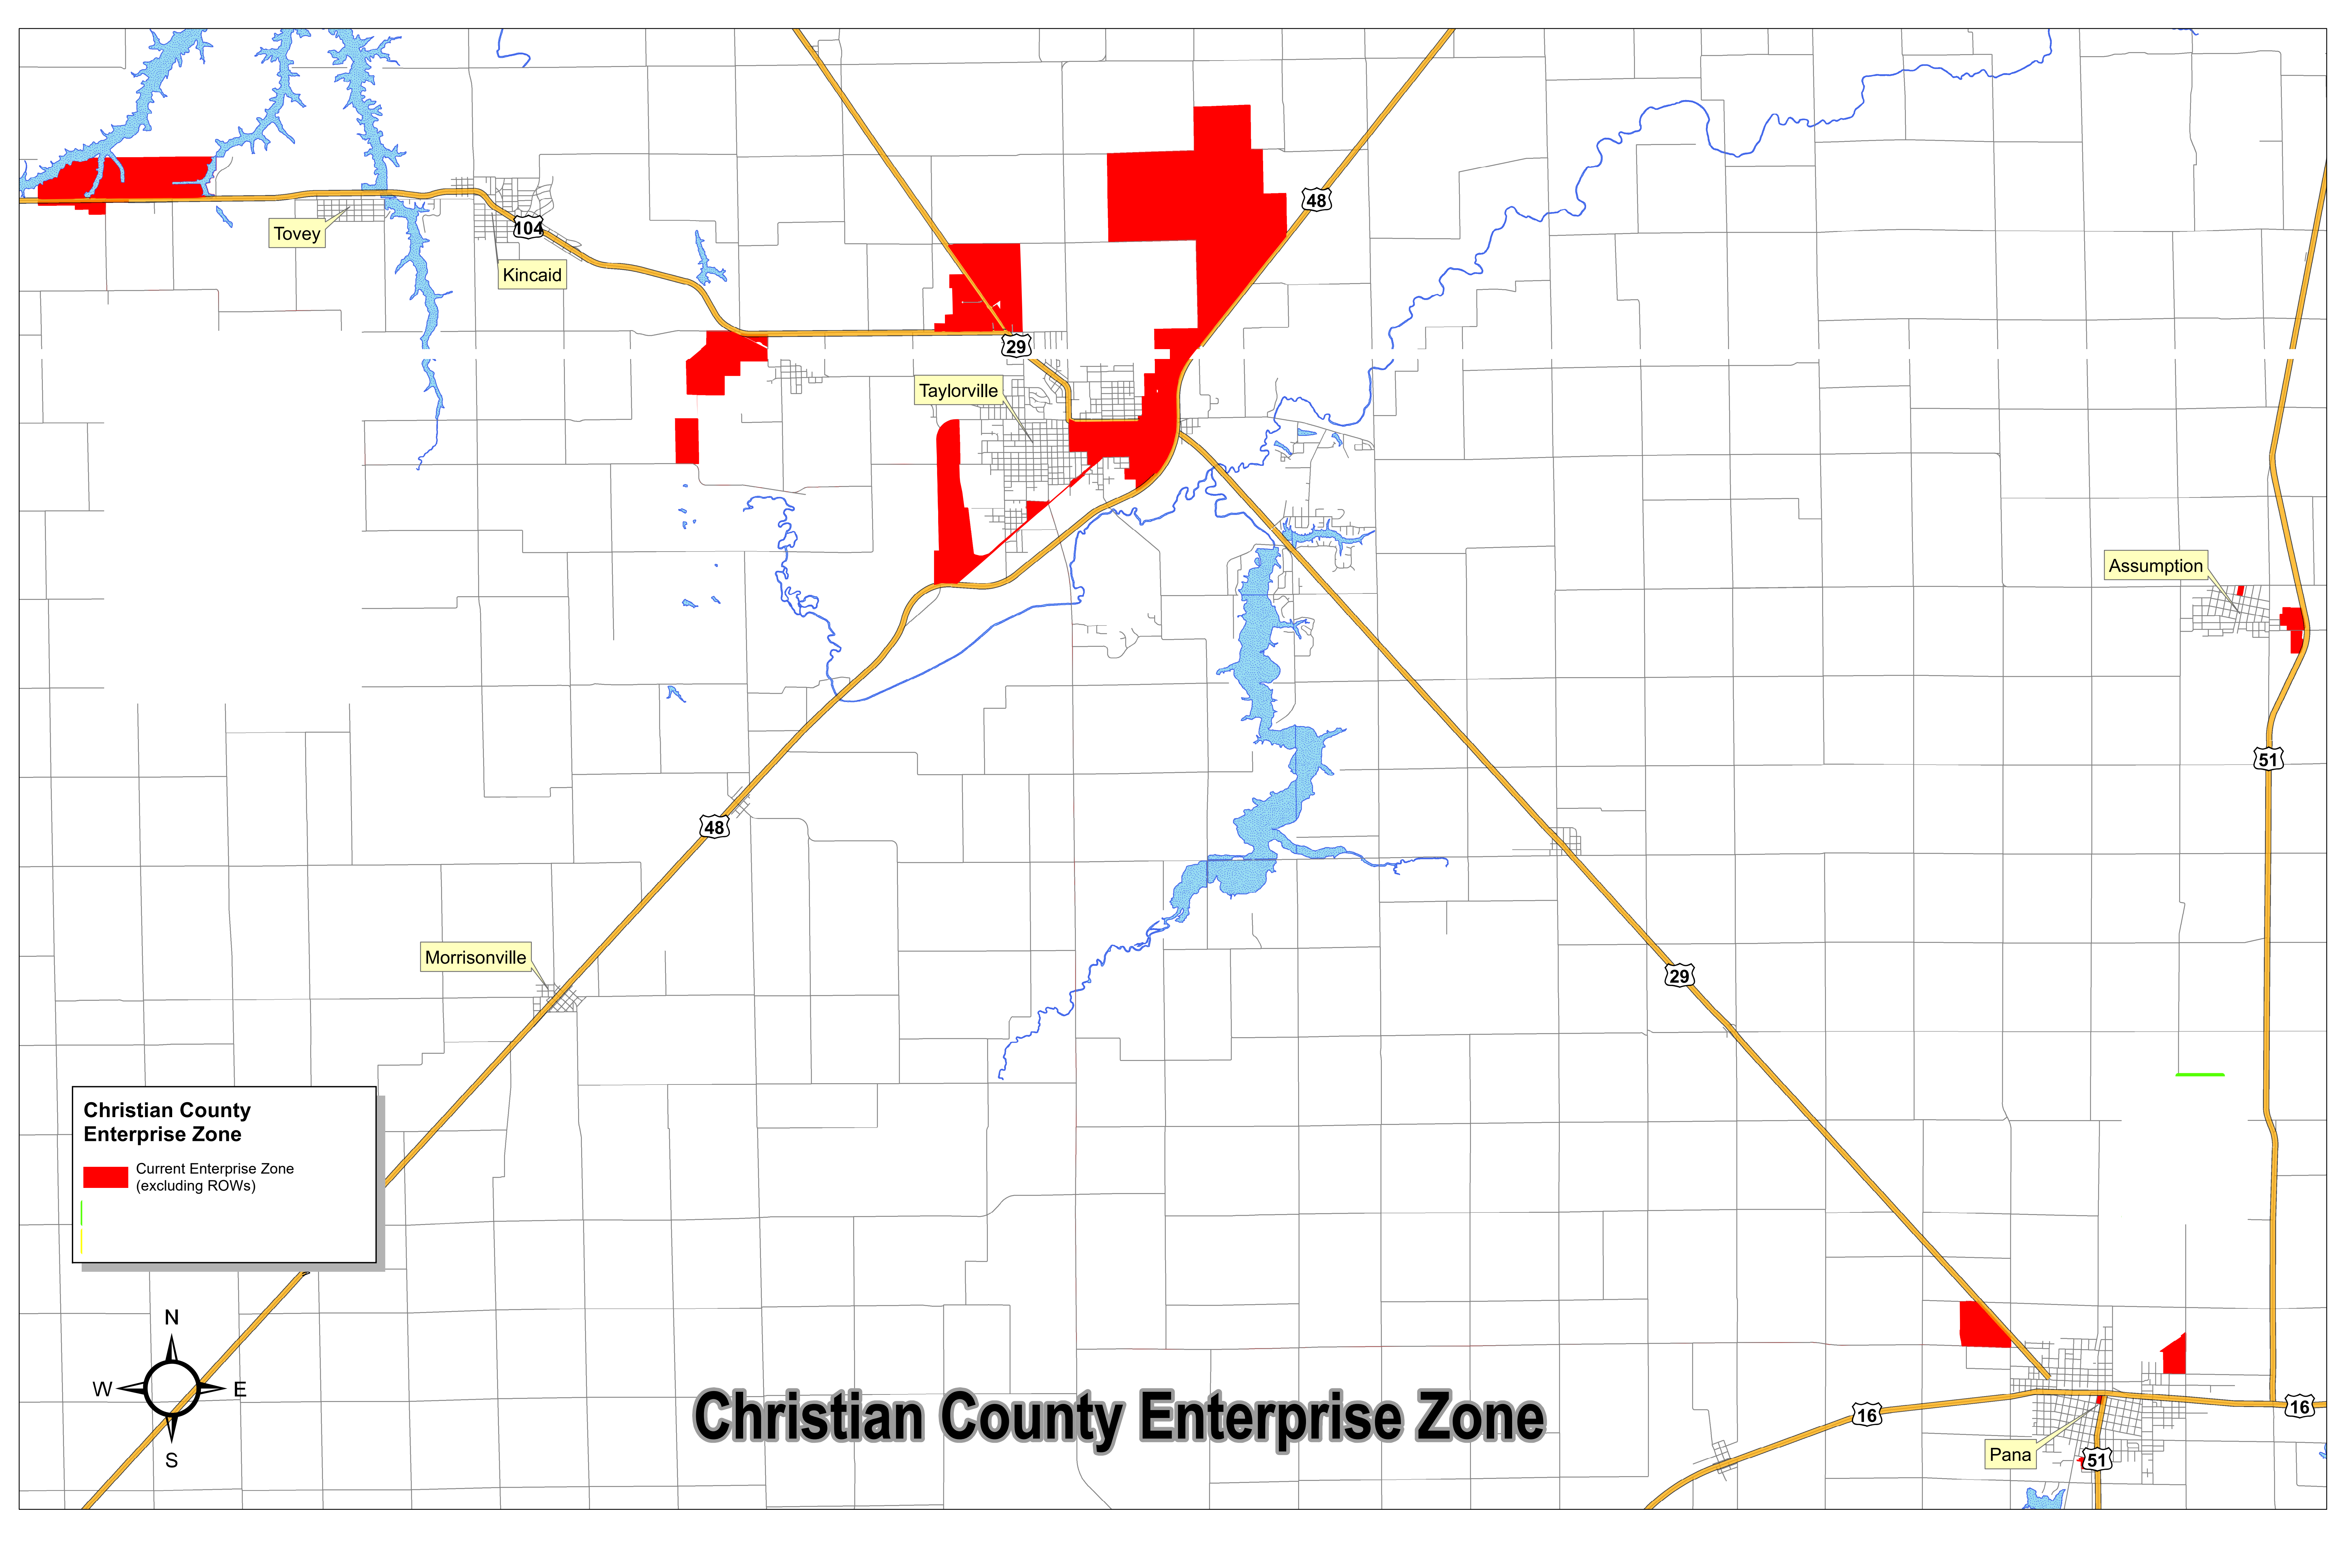 48
Tovey
104
Kincaid
29
Taylorville
Assumption
51
48
Morrisonville
29
Christian County
Enterprise Zone
Current Enterprise Zone
(excluding ROWs)
N
W
E
S
Christian County Enterprise Zone
16
16
Pana
51